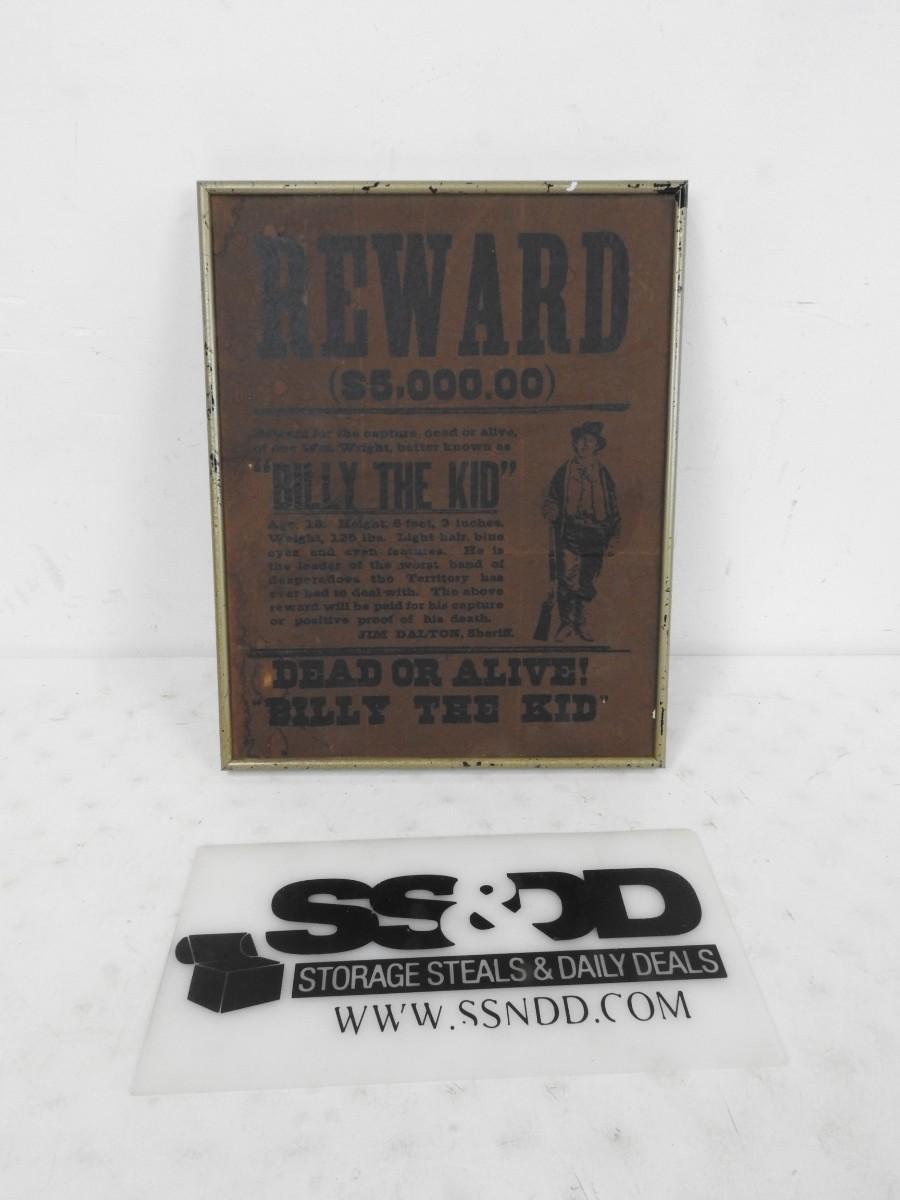 REWARD
($5,000.00)
Reward for the capture, dead or alive,
of one Wm. Wright, better known as
"BILLY THE KID"
Age, 18. Height, 5 feet, 3 inches.
Weight, 125 lbs. Light hair, blue
eyes and even features. He is
the leader of the worst band of
desperadoes the Territory has
ever had to deal with. The above
reward will be paid for his capture
or positive proof of his death.
JIM DALTON, Sheriff.
DEAD OR ALIVE!
"BILLY THE KID"
SS&DD
STORAGE STEALS & DAILY DEALS
WWW.SSNDD.COM